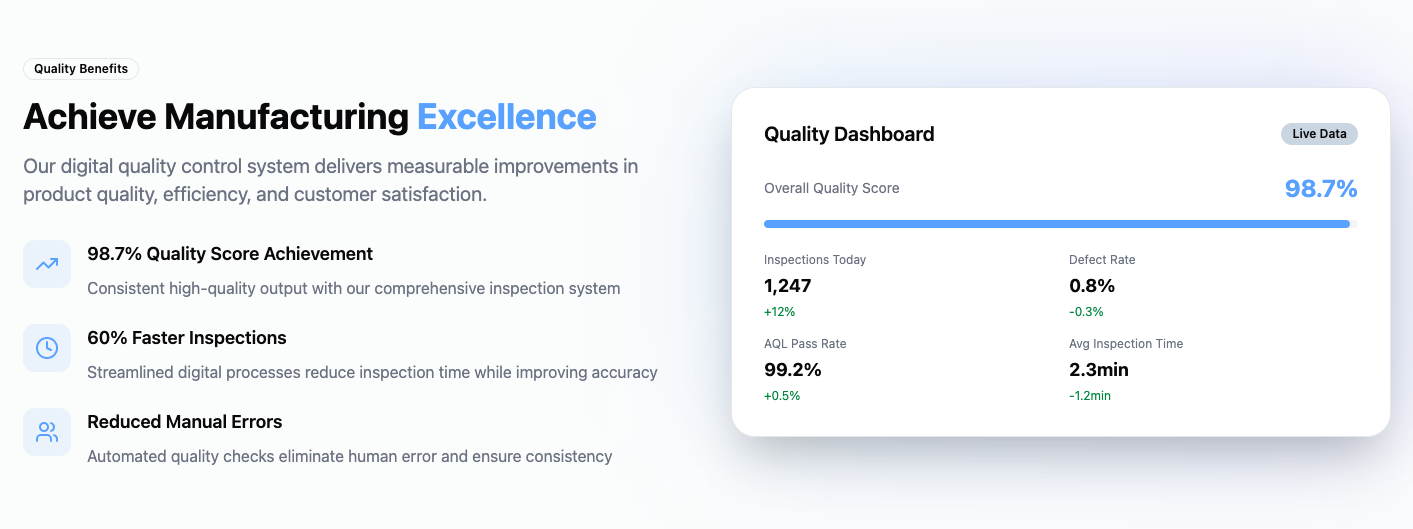 Quality Benefits
Achieve Manufacturing Excellence
Our digital quality control system delivers measurable improvements in
product quality, efficiency, and customer satisfaction.
98.7% Quality Score Achievement
Consistent high-quality output with our comprehensive inspection system
60% Faster Inspections
Streamlined digital processes reduce inspection time while improving accuracy
Reduced Manual Errors
Automated quality checks eliminate human error and ensure consistency
Quality Dashboard
Live Data
Overall Quality Score
98.7%
Inspections Today
1,247
+12%
Defect Rate
0.8%
-0.3%
AQL Pass Rate
99.2%
+0.5%
Avg Inspection Time
2.3min
-1.2min